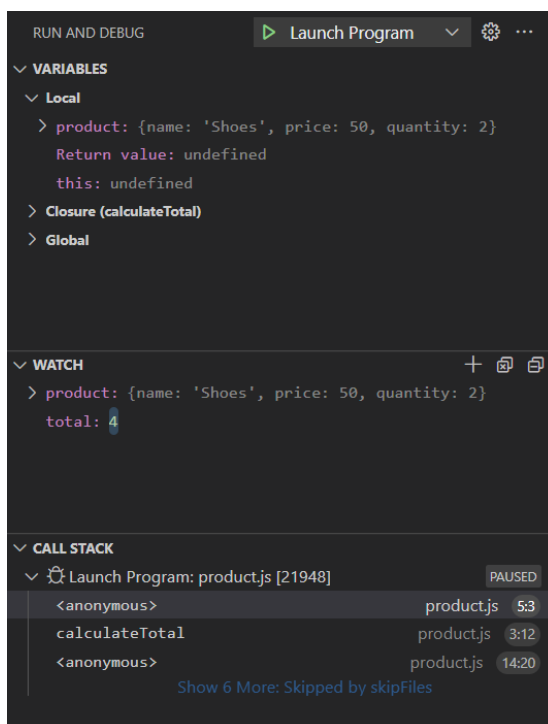 RUN AND DEBUG Launch Program
VARIABLES
Local
product: {name: 'Shoes', price: 50, quantity: 2}
Return value: undefined
this: undefined
Closure (calculateTotal)
Global
WATCH
product: {name: 'Shoes', price: 50, quantity: 2}
total: 4
CALL STACK
Launch Program: product.js [21948] PAUSED
<anonymous> product.js 5:3
calculateTotal product.js 3:12
<anonymous> product.js 14:20
Show 6 More: Skipped by skipFiles